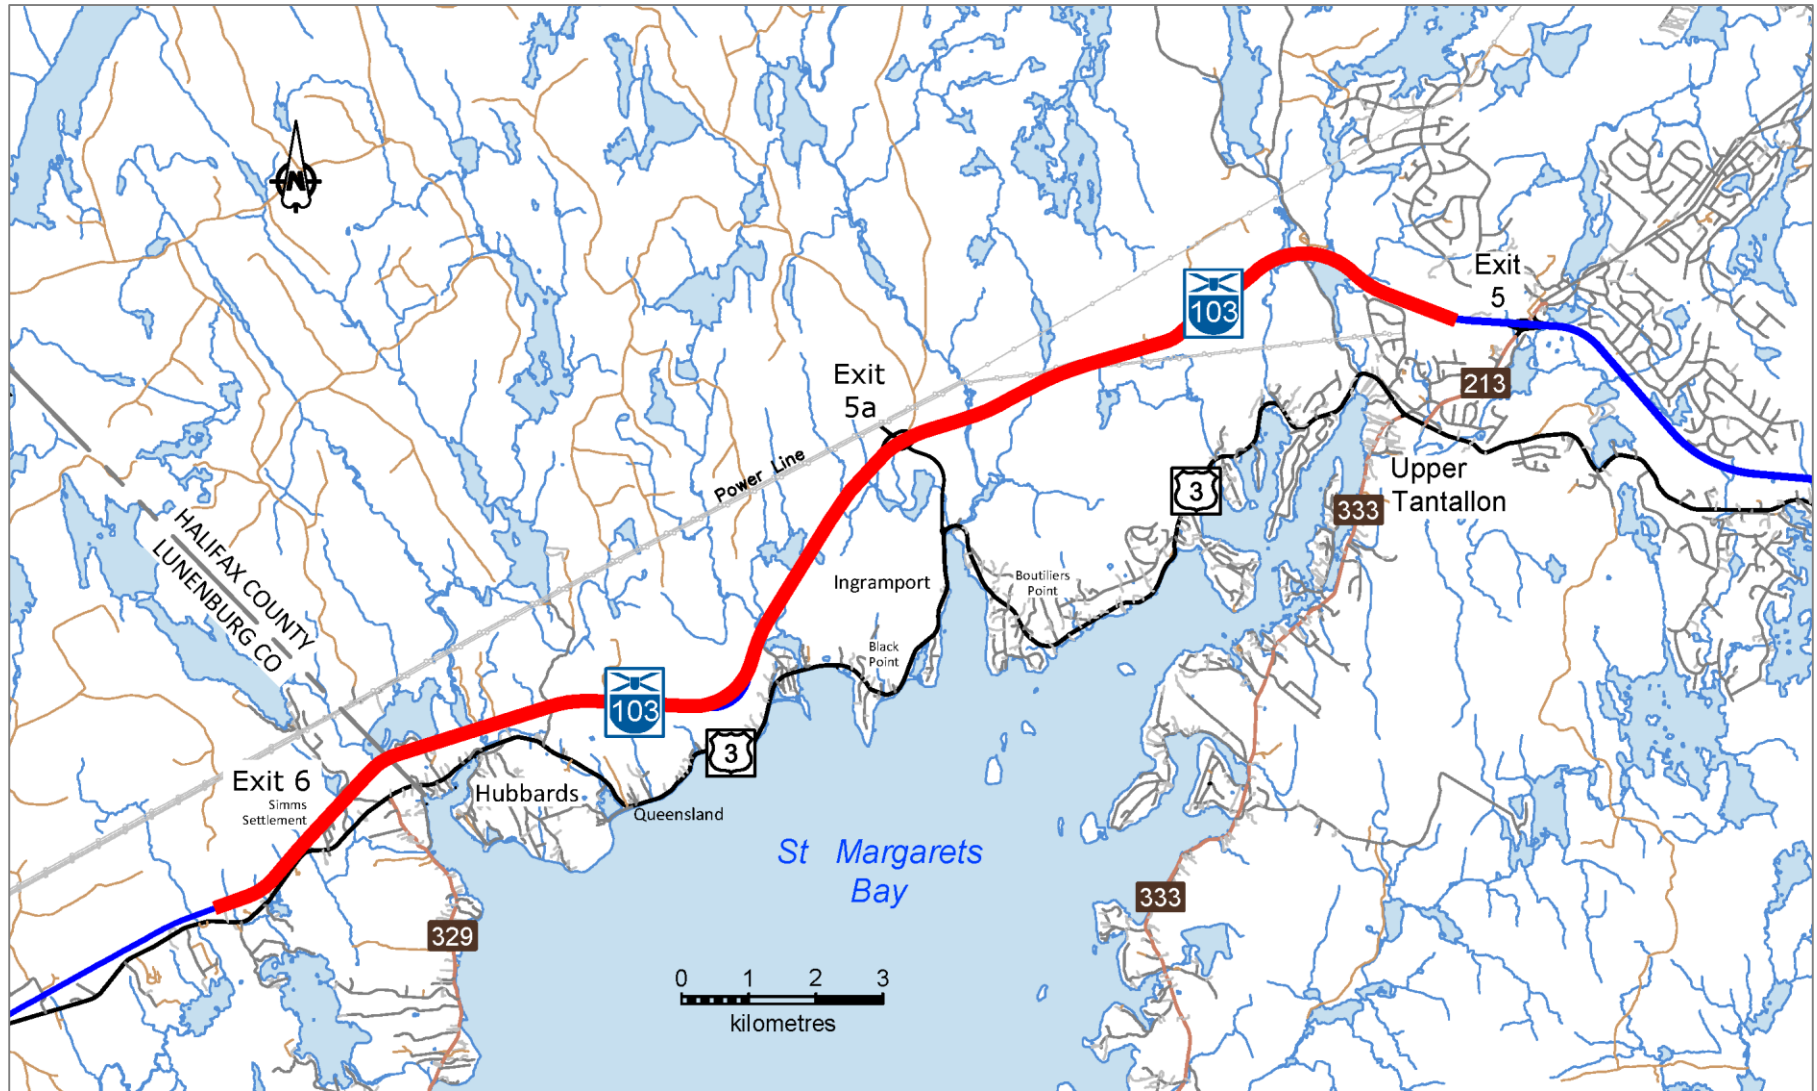 N
Exit
5
103
Exit
5a
213
Power Line
Upper
Tantallon
3
333
HALIFAX COUNTY
LUNENBURG CO
Ingramport
Boutiliers
Point
Black
Point
103
3
Exit 6
Simms
Settlement
Hubbards
Queensland
St Margarets
Bay
333
329
0 1 2 3
kilometres